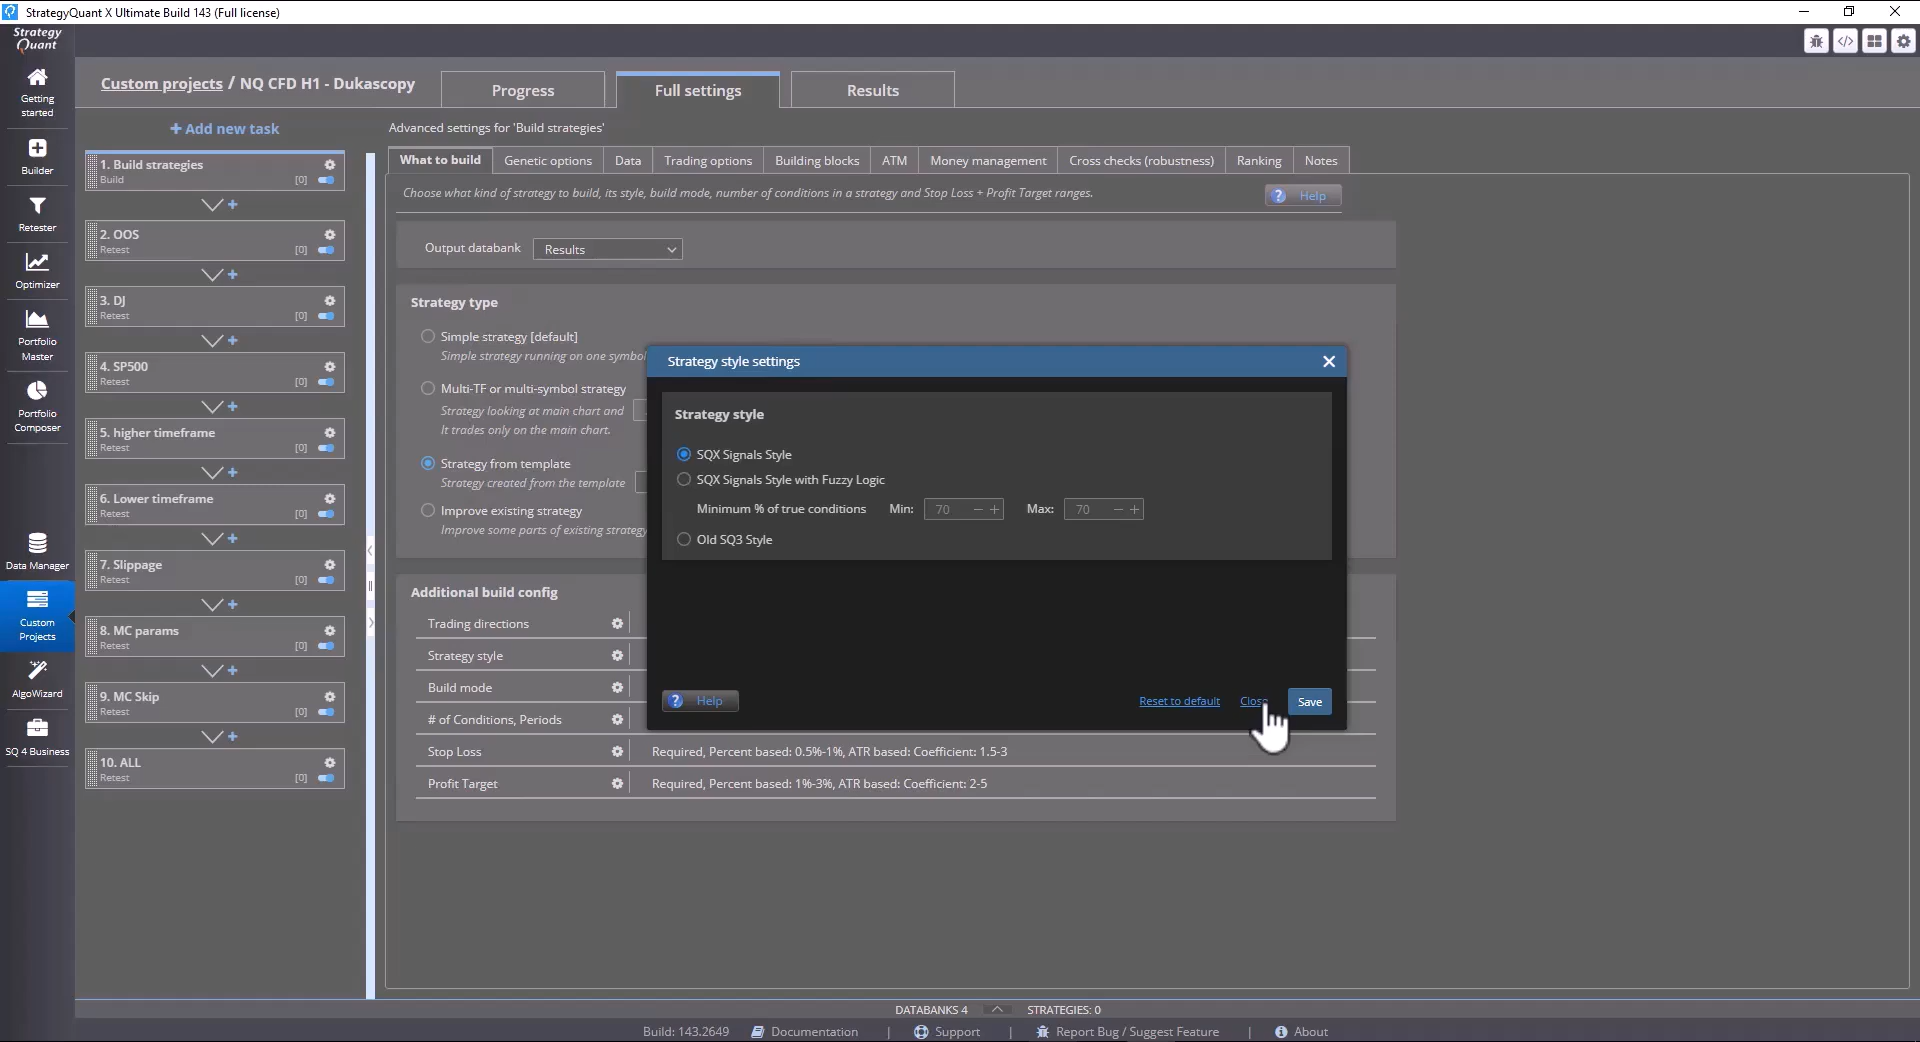 StrategyQuant X Ultimate Build 143 (Full license)
Strategy
Quant
Getting
started
Builder
Retester
Optimizer
Portfolio
Master
Portfolio
Composer
Data Manager
Custom
Projects
AlgoWizard
SQ 4 Business
Custom projects / NQ CFD H1 - Dukascopy
Progress
Full settings
Results
+ Add new task
1. Build strategies
Build [0]
2. OOS
Retest [0]
3. DJ
Retest [0]
4. SP500
Retest [0]
5. higher timeframe
Retest [0]
6. Lower timeframe
Retest [0]
7. Slippage
Retest [0]
8. MC params
Retest [0]
9. MC Skip
Retest [0]
10. ALL
Retest [0]
Advanced settings for 'Build strategies'
What to build Genetic options Data Trading options Building blocks ATM Money management Cross checks (robustness) Ranking Notes
Choose what kind of strategy to build, its style, build mode, number of conditions in a strategy and Stop Loss + Profit Target ranges.
? Help
Output databank Results
Strategy type
Simple strategy [default]
Simple strategy running on one symbol
Multi-TF or multi-symbol strategy
Strategy looking at main chart and
It trades only on the main chart.
Strategy from template
Strategy created from the template
Improve existing strategy
Improve some parts of existing strategy
Additional build config
Trading directions
Strategy style
Build mode
# of Conditions, Periods
Stop Loss Required, Percent based: 0.5%-1%, ATR based: Coefficient: 1.5-3
Profit Target Required, Percent based: 1%-3%, ATR based: Coefficient: 2-5
Strategy style settings
Strategy style
SQX Signals Style
SQX Signals Style with Fuzzy Logic
Minimum % of true conditions Min: 70 − + Max: 70 − +
Old SQ3 Style
? Help
Reset to default Close Save
DATABANKS 4 STRATEGIES: 0
Build: 143.2649 Documentation | Support | Report Bug / Suggest Feature | About